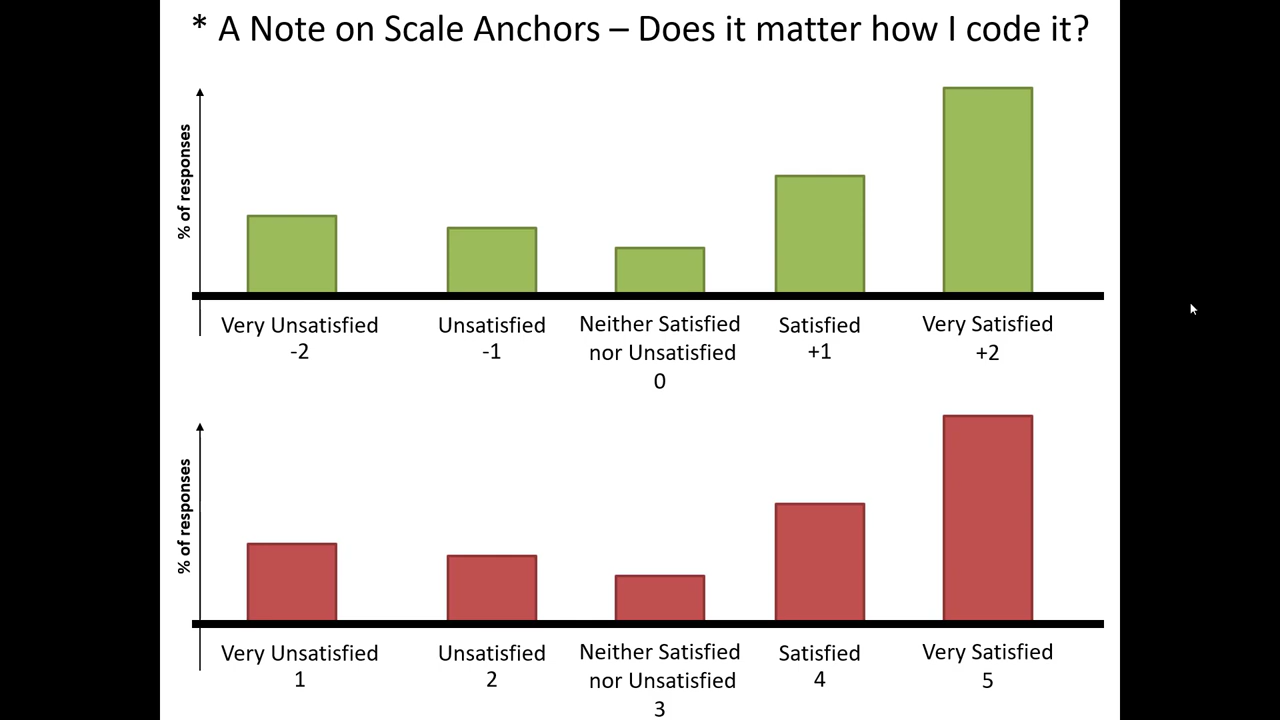 * A Note on Scale Anchors – Does it matter how I code it?
% of responses
Very Unsatisfied
-2
Unsatisfied
-1
Neither Satisfied
nor Unsatisfied
0
Satisfied
+1
Very Satisfied
+2
% of responses
Very Unsatisfied
1
Unsatisfied
2
Neither Satisfied
nor Unsatisfied
3
Satisfied
4
Very Satisfied
5